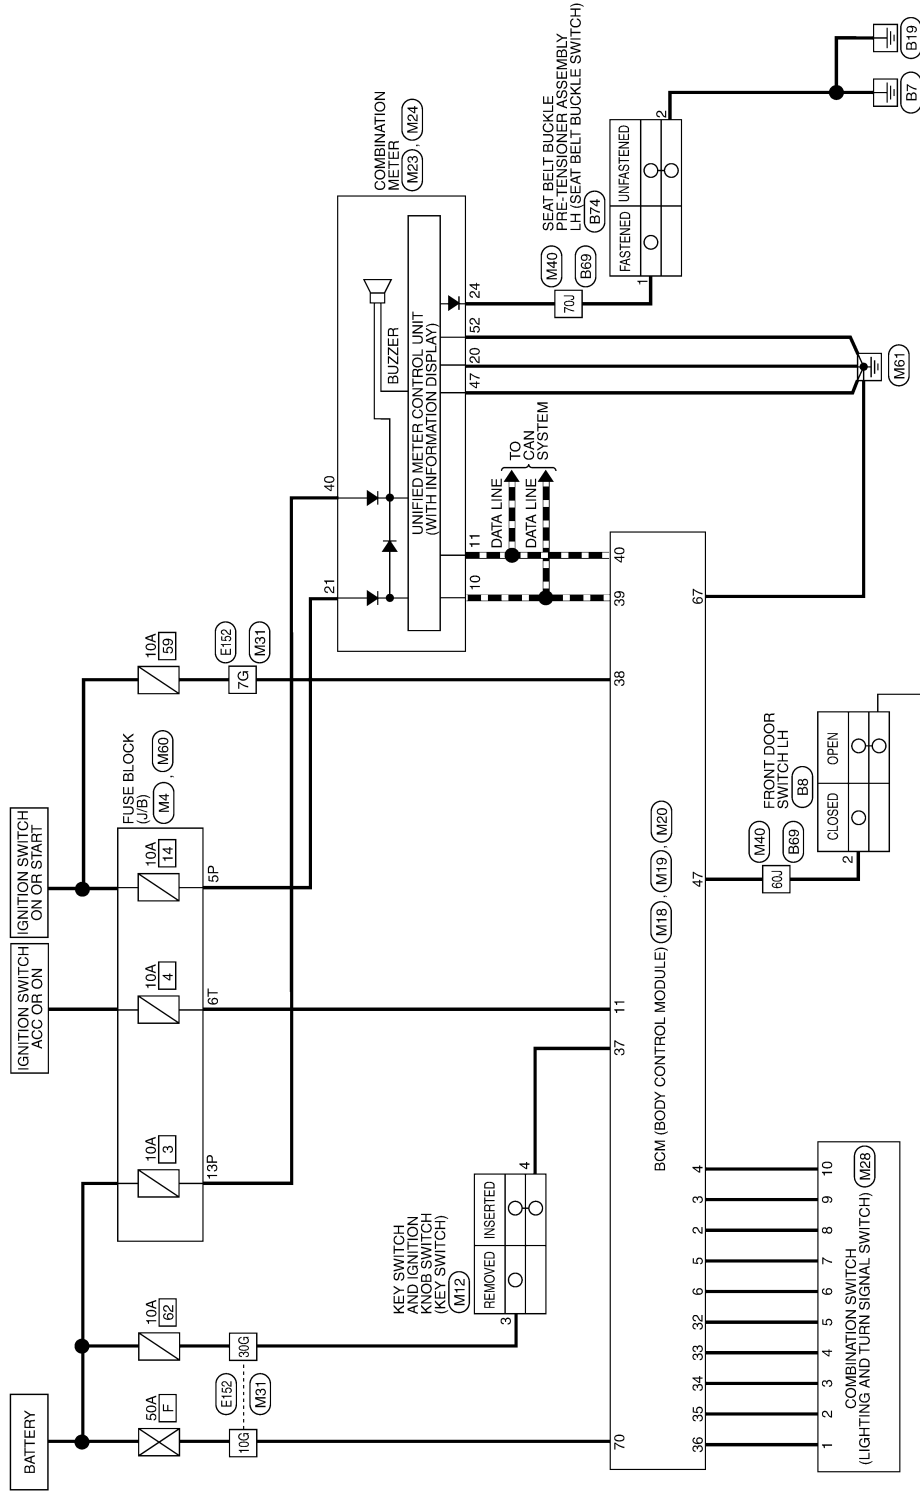 BATTERY
IGNITION SWITCH
ACC OR ON
IGNITION SWITCH
ON OR START
50A
F
10A
62
10A
3
10A
4
10A
14
10A
59
FUSE BLOCK
(J/B)
M4 , M60
13P
6T
5P
E152
M31
10G
30G
E152
M31
7G
KEY SWITCH
AND IGNITION
KNOB SWITCH
(KEY SWITCH)
M12
REMOVED
INSERTED
3
4
21
40
COMBINATION
METER
M23 , M24
BUZZER
UNIFIED METER CONTROL UNIT
(WITH INFORMATION DISPLAY)
10
11
47
20
52
24
DATA LINE
DATA LINE
TO
CAN
SYSTEM
M40
B69
70J
SEAT BELT BUCKLE
PRE-TENSIONER ASSEMBLY
LH (SEAT BELT BUCKLE SWITCH)
B74
FASTENED
UNFASTENED
1
2
B7
B19
M61
70
37
11
38
39
40
BCM (BODY CONTROL MODULE) M18 , M19 , M20
36
35
34
33
32
6
5
2
3
4
47
67
1
2
3
4
5
6
7
8
9
10
COMBINATION SWITCH
(LIGHTING AND TURN SIGNAL SWITCH)
M28
M40
B69
60J
FRONT DOOR
SWITCH LH
B8
CLOSED
OPEN
2